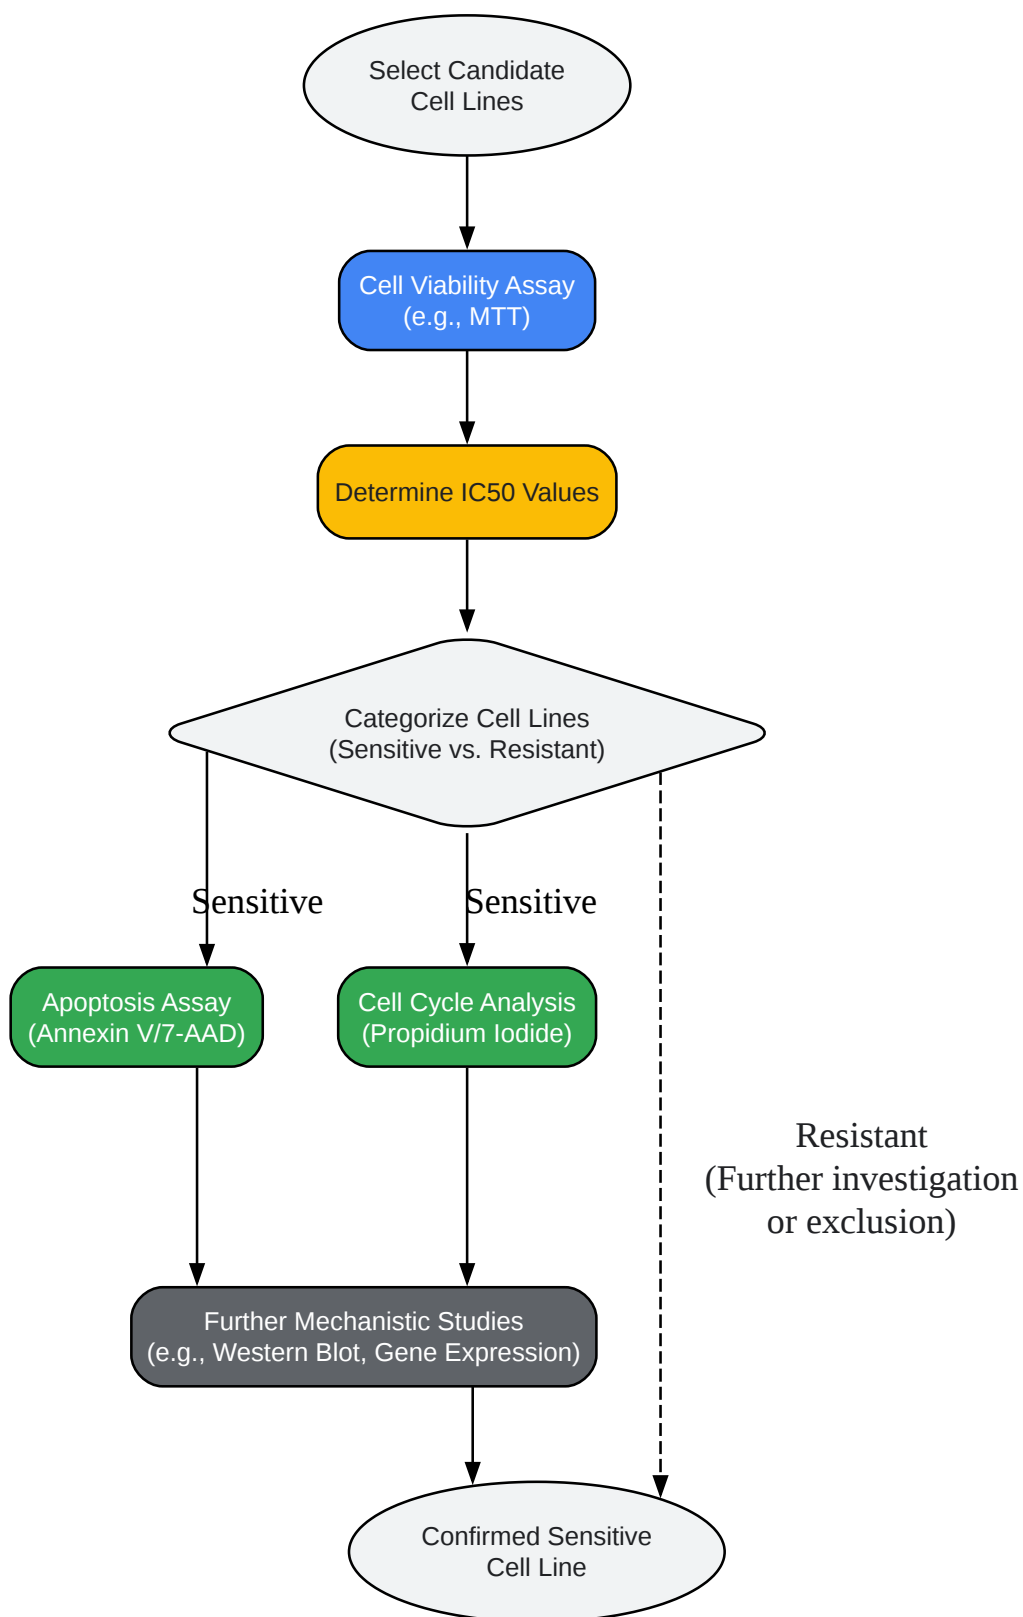 Select Candidate
Cell Lines
Cell Viability Assay
(e.g., MTT)
Determine IC50 Values
Categorize Cell Lines
(Sensitive vs. Resistant)
Sensitive
Sensitive
Apoptosis Assay
(Annexin V/7-AAD)
Cell Cycle Analysis
(Propidium Iodide)
Resistant
(Further investigation
or exclusion)
Further Mechanistic Studies
(e.g., Western Blot, Gene Expression)
Confirmed Sensitive
Cell Line